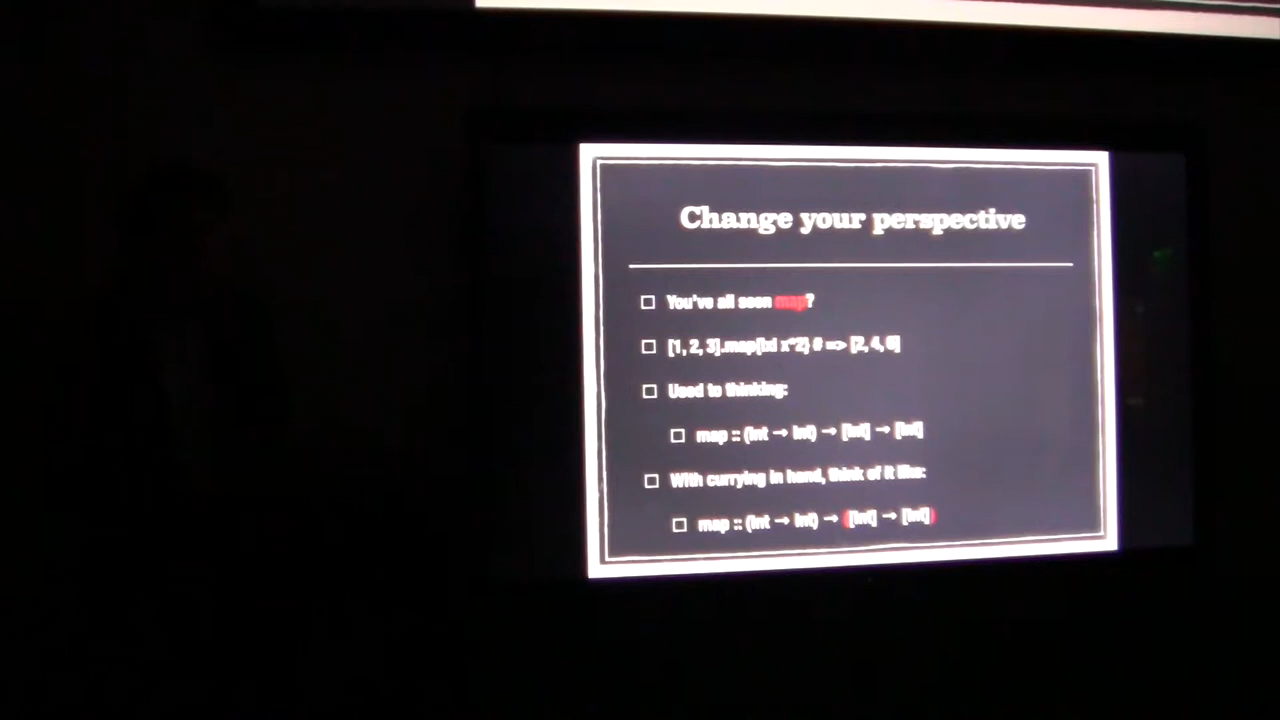 Change your perspective
You've all seen map?
[1, 2, 3].map{|x| x*2} # => [2, 4, 6]
Used to thinking:
map :: (Int → Int) → [Int] → [Int]
With currying in hand, think of it like:
map :: (Int → Int) → ([Int] → [Int])